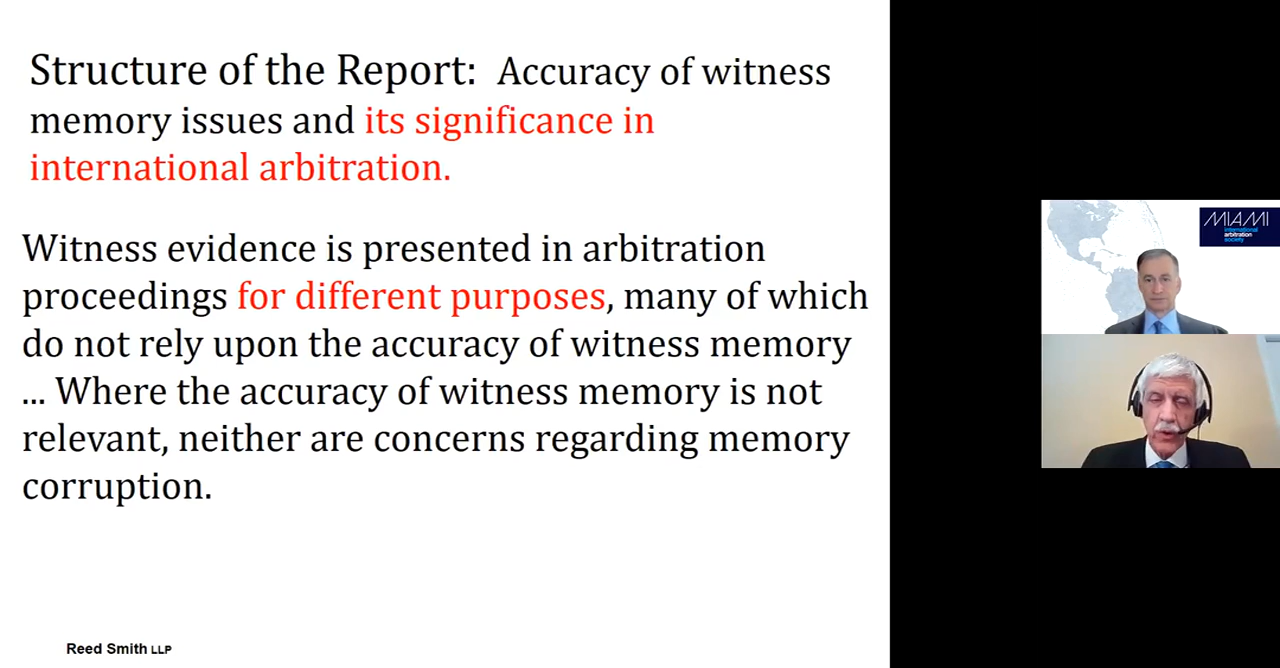 Structure of the Report: Accuracy of witness
memory issues and its significance in
international arbitration.
Witness evidence is presented in arbitration
proceedings for different purposes, many of which
do not rely upon the accuracy of witness memory
... Where the accuracy of witness memory is not
relevant, neither are concerns regarding memory
corruption.
Reed Smith LLP
MIAMI
international
arbitration
society